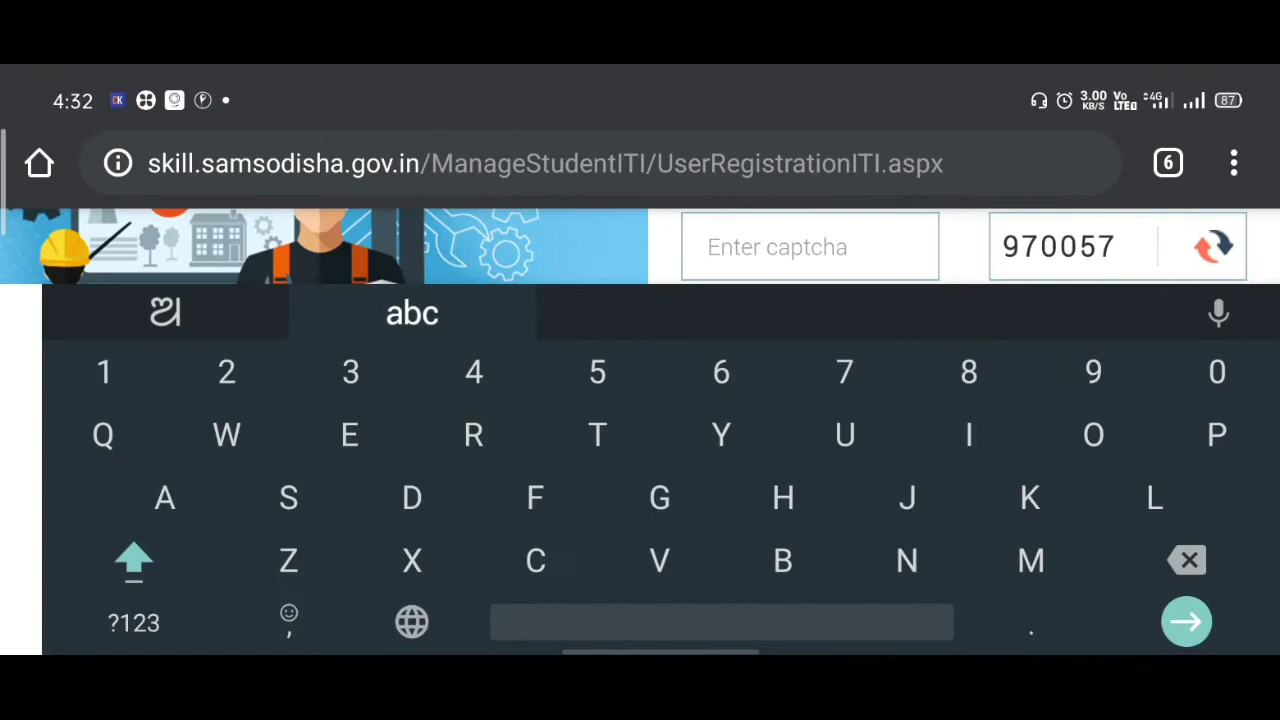 4:32 CK 3.00 KB/S Vo LTE 4G 87
skill.samsodisha.gov.in/ManageStudentITI/UserRegistrationITI.aspx 6
Enter captcha 970057
ଅ abc
1 2 3 4 5 6 7 8 9 0
Q W E R T Y U I O P
A S D F G H J K L
Z X C V B N M
?123 , .